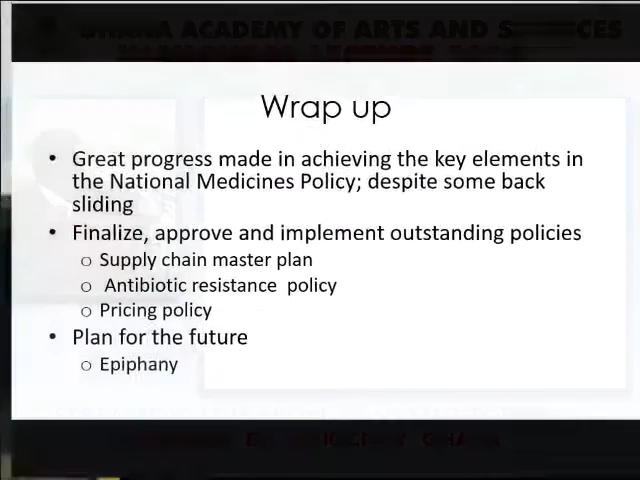 GHANA ACADEMY OF ARTS AND S CES
Wrap up
• Great progress made in achieving the key elements in
the National Medicines Policy; despite some back
sliding
• Finalize, approve and implement outstanding policies
o Supply chain master plan
o Antibiotic resistance policy
o Pricing policy
• Plan for the future
o Epiphany